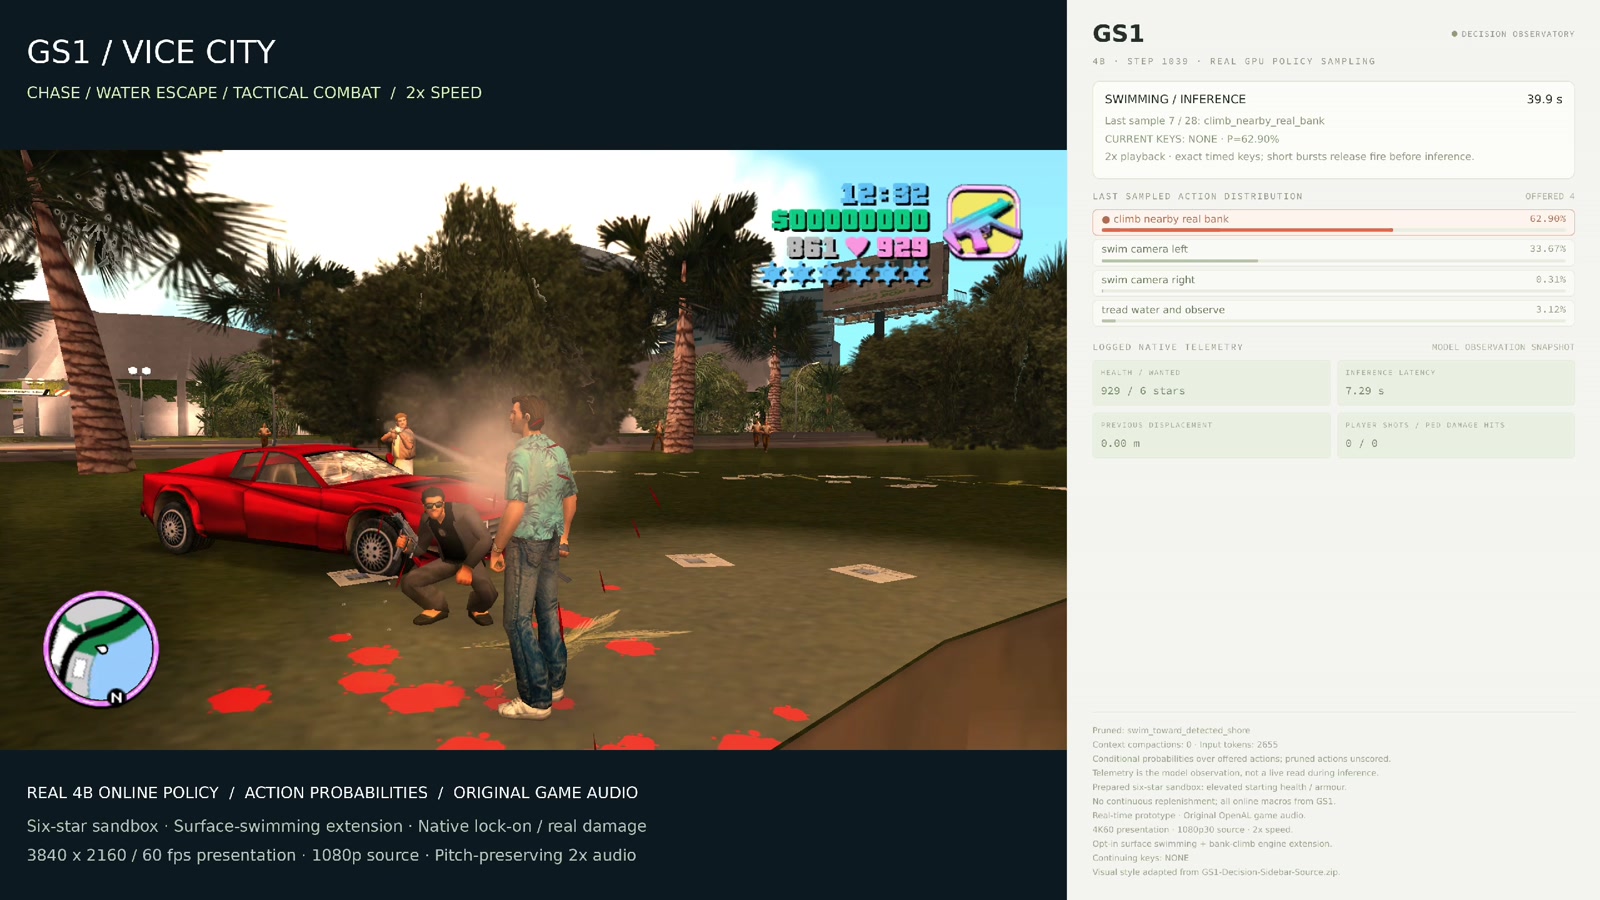 GS1 / VICE CITY
CHASE / WATER ESCAPE / TACTICAL COMBAT / 2x SPEED
12:32
$00000000
861 929
N
REAL 4B ONLINE POLICY / ACTION PROBABILITIES / ORIGINAL GAME AUDIO
Six-star sandbox · Surface-swimming extension · Native lock-on / real damage
3840 x 2160 / 60 fps presentation · 1080p source · Pitch-preserving 2x audio
GS1
DECISION OBSERVATORY
4B · STEP 1039 · REAL GPU POLICY SAMPLING
SWIMMING / INFERENCE 39.9 s
Last sample 7 / 28: climb_nearby_real_bank
CURRENT KEYS: NONE · P=62.90%
2x playback · exact timed keys; short bursts release fire before inference.
LAST SAMPLED ACTION DISTRIBUTION OFFERED 4
climb nearby real bank 62.90%
swim camera left 33.67%
swim camera right 0.31%
tread water and observe 3.12%
LOGGED NATIVE TELEMETRY MODEL OBSERVATION SNAPSHOT
HEALTH / WANTED
929 / 6 stars
INFERENCE LATENCY
7.29 s
PREVIOUS DISPLACEMENT
0.00 m
PLAYER SHOTS / PED DAMAGE HITS
0 / 0
Pruned: swim_toward_detected_shore
Context compactions: 0 · Input tokens: 2655
Conditional probabilities over offered actions; pruned actions unscored.
Telemetry is the model observation, not a live read during inference.
Prepared six-star sandbox: elevated starting health / armour.
No continuous replenishment; all online macros from GS1.
Real-time prototype · Original OpenAL game audio.
4K60 presentation · 1080p30 source · 2x speed.
Opt-in surface swimming + bank-climb engine extension.
Continuing keys: NONE
Visual style adapted from GS1-Decision-Sidebar-Source.zip.